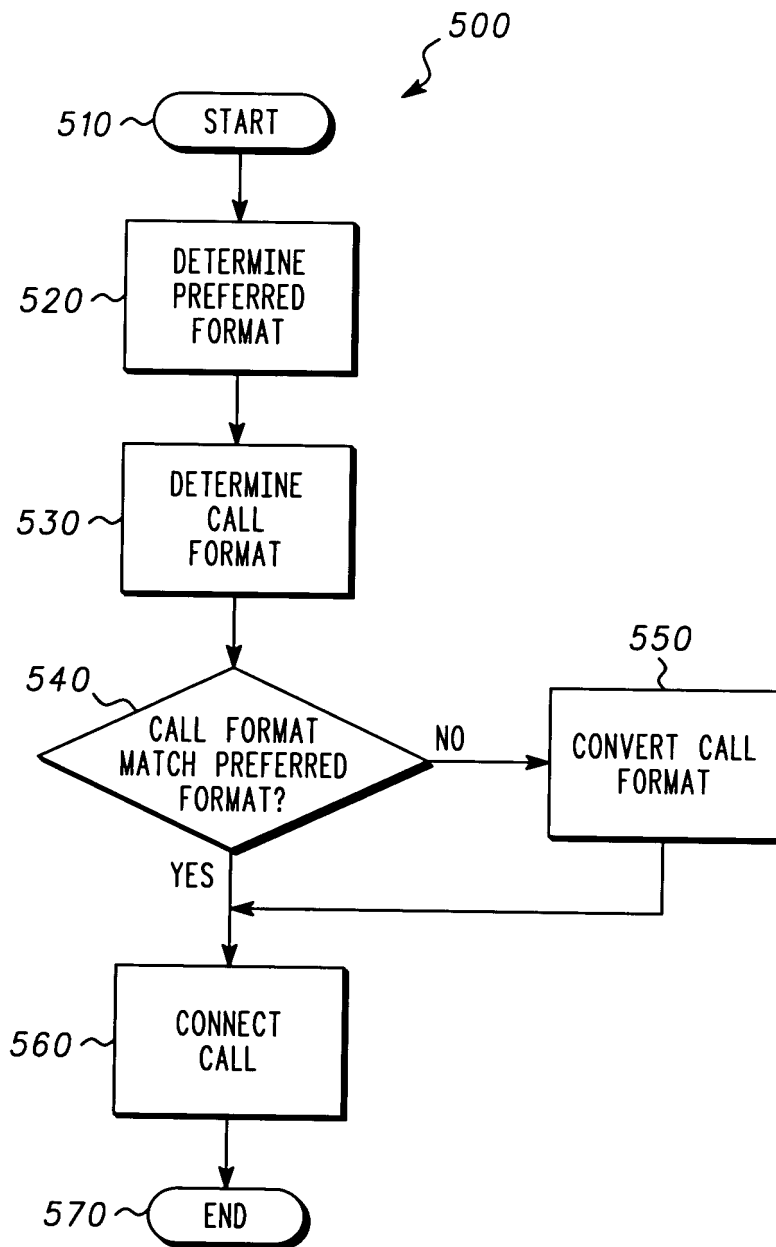 500
510
START
520
DETERMINE
PREFERRED
FORMAT
530
DETERMINE
CALL
FORMAT
540
CALL FORMAT
MATCH PREFERRED
FORMAT?
NO
550
CONVERT CALL
FORMAT
YES
560
CONNECT
CALL
570
END